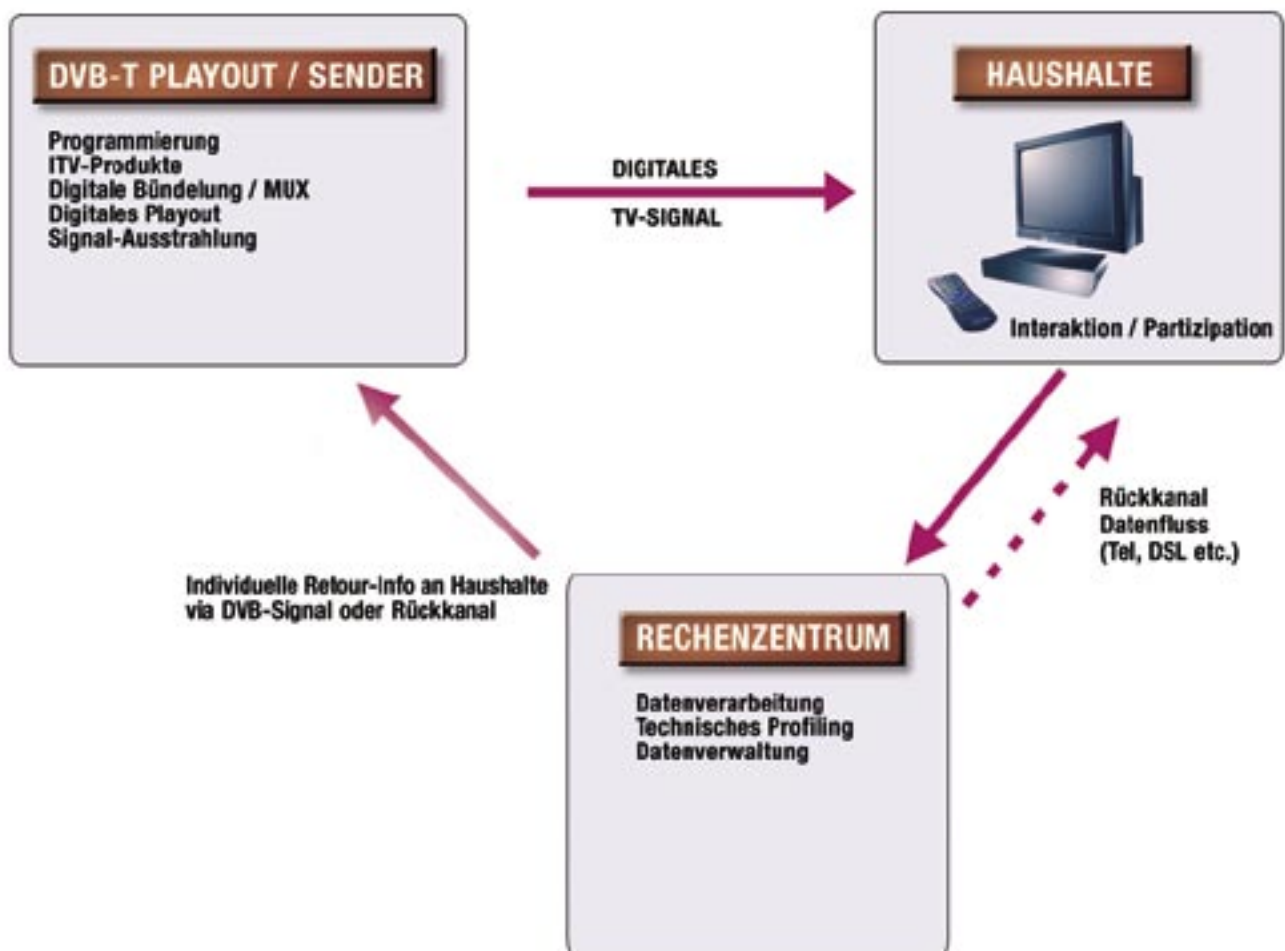 DVB-T PLAYOUT / SENDER
Programmierung
ITV-Produkte
Digitale Bündelung / MUX
Digitales Playout
Signal-Ausstrahlung
DIGITALES
TV-SIGNAL
HAUSHALTE
Interaktion / Partizipation
Rückkanal
Datenfluss
(Tel, DSL etc.)
Individuelle Retour-Info an Haushalte
via DVB-Signal oder Rückkanal
RECHENZENTRUM
Datenverarbeitung
Technisches Profiling
Datenverwaltung